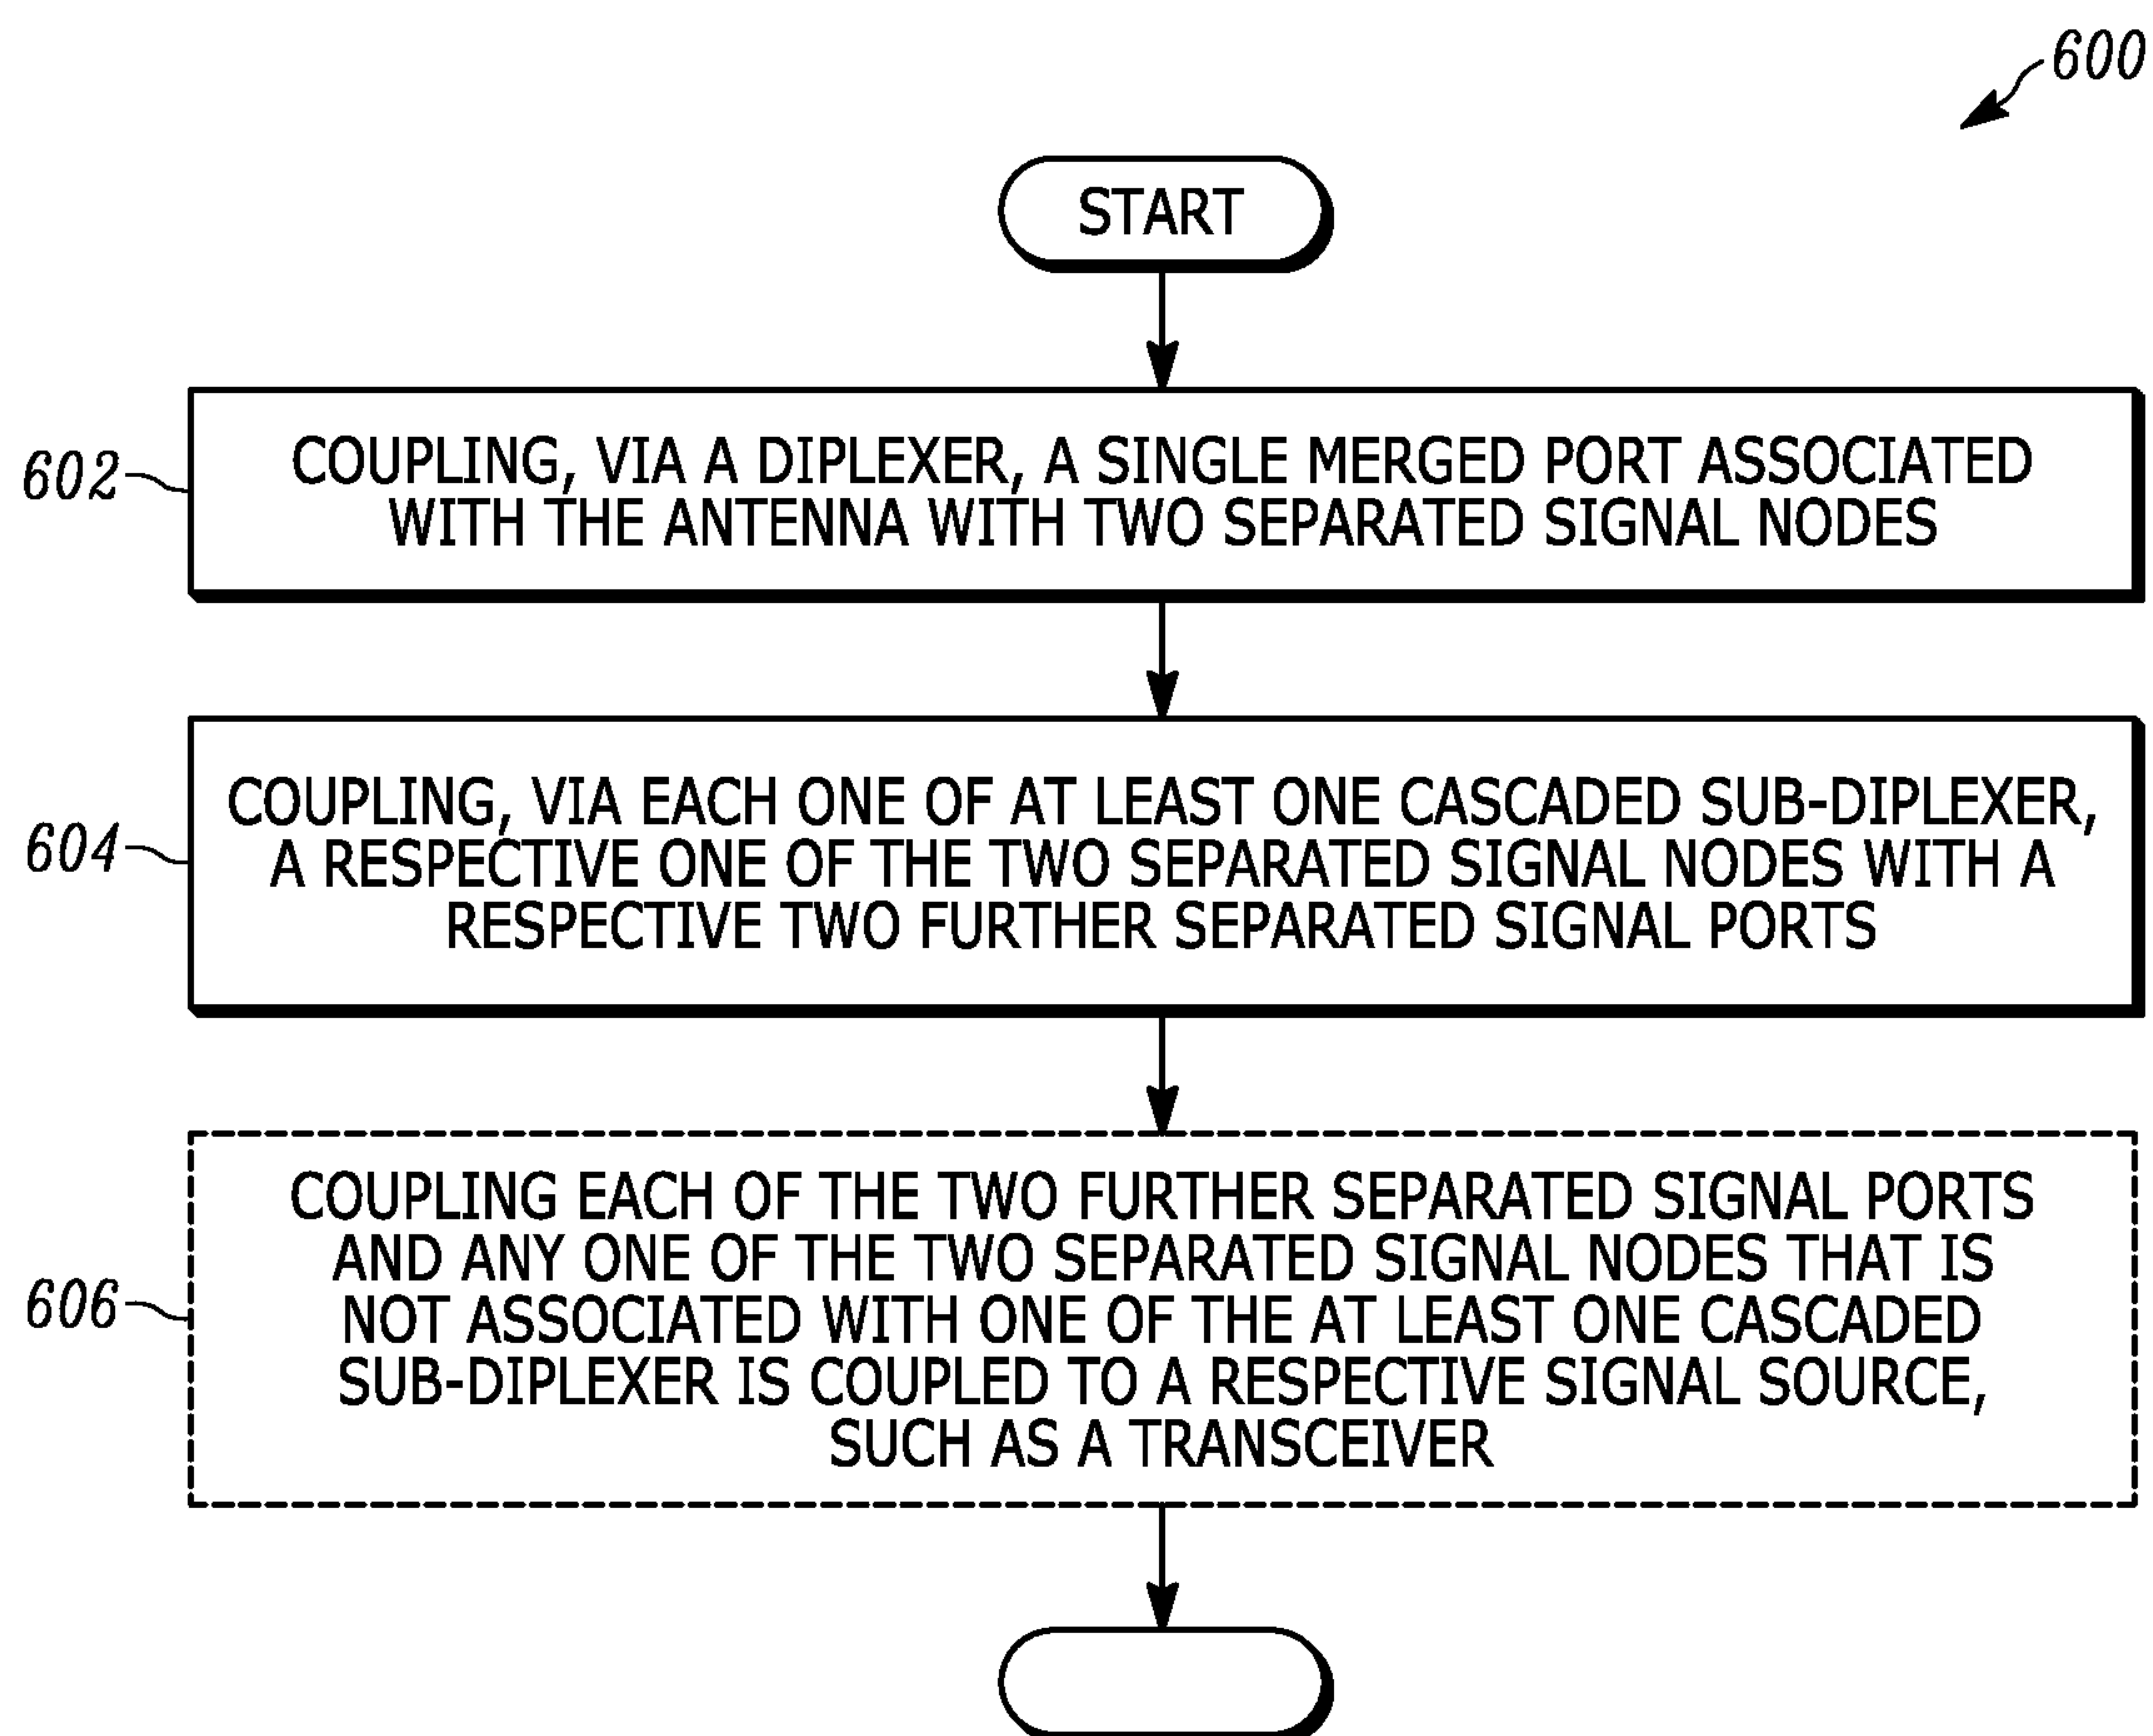 600
START
602
COUPLING, VIA A DIPLEXER, A SINGLE MERGED PORT ASSOCIATED
WITH THE ANTENNA WITH TWO SEPARATED SIGNAL NODES
604
COUPLING, VIA EACH ONE OF AT LEAST ONE CASCADED SUB-DIPLEXER,
A RESPECTIVE ONE OF THE TWO SEPARATED SIGNAL NODES WITH A
RESPECTIVE TWO FURTHER SEPARATED SIGNAL PORTS
606
COUPLING EACH OF THE TWO FURTHER SEPARATED SIGNAL PORTS
AND ANY ONE OF THE TWO SEPARATED SIGNAL NODES THAT IS
NOT ASSOCIATED WITH ONE OF THE AT LEAST ONE CASCADED
SUB-DIPLEXER IS COUPLED TO A RESPECTIVE SIGNAL SOURCE,
SUCH AS A TRANSCEIVER